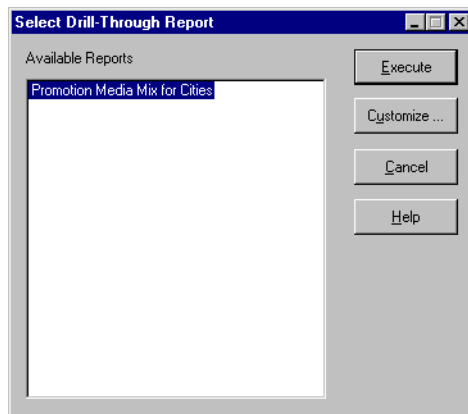 Select Drill-Through Report
Available Reports
Promotion Media Mix for Cities
Execute
Customize ...
Cancel
Help